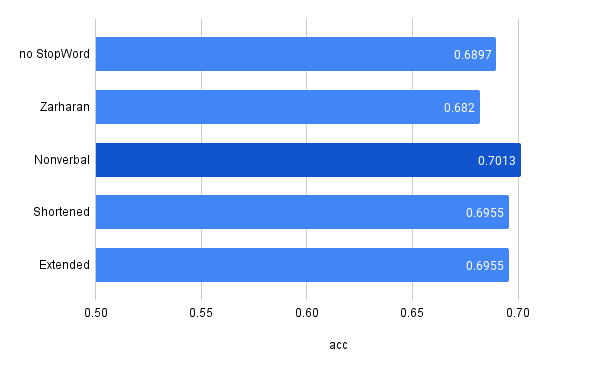 no StopWord
0.6897
Zarharan
0.682
Nonverbal
0.7013
Shortened
0.6955
Extended
0.6955
0.50
0.55
0.60
0.65
0.70
acc